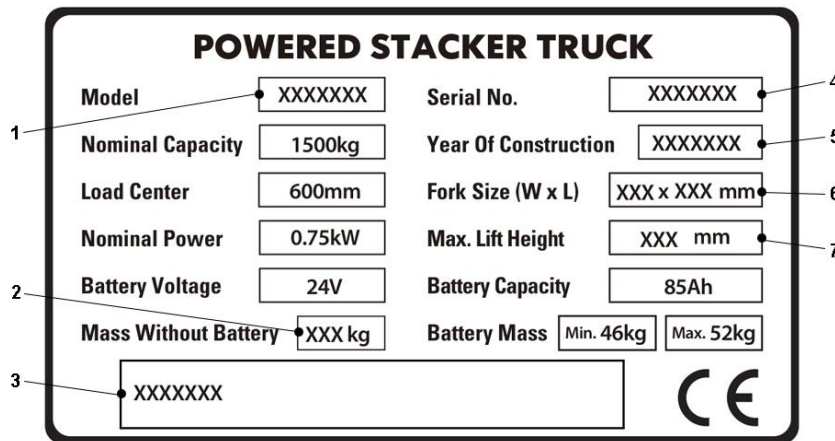 POWERED STACKER TRUCK
Model XXXXXXX Serial No. XXXXXXX 4
1
Nominal Capacity 1500kg Year Of Construction XXXXXXX 5
Load Center 600mm Fork Size (W x L) XXX x XXX mm 6
Nominal Power 0.75kW Max. Lift Height XXX mm 7
Battery Voltage 24V Battery Capacity 85Ah
2
Mass Without Battery XXX kg Battery Mass Min. 46kg Max. 52kg
3 XXXXXXX CE